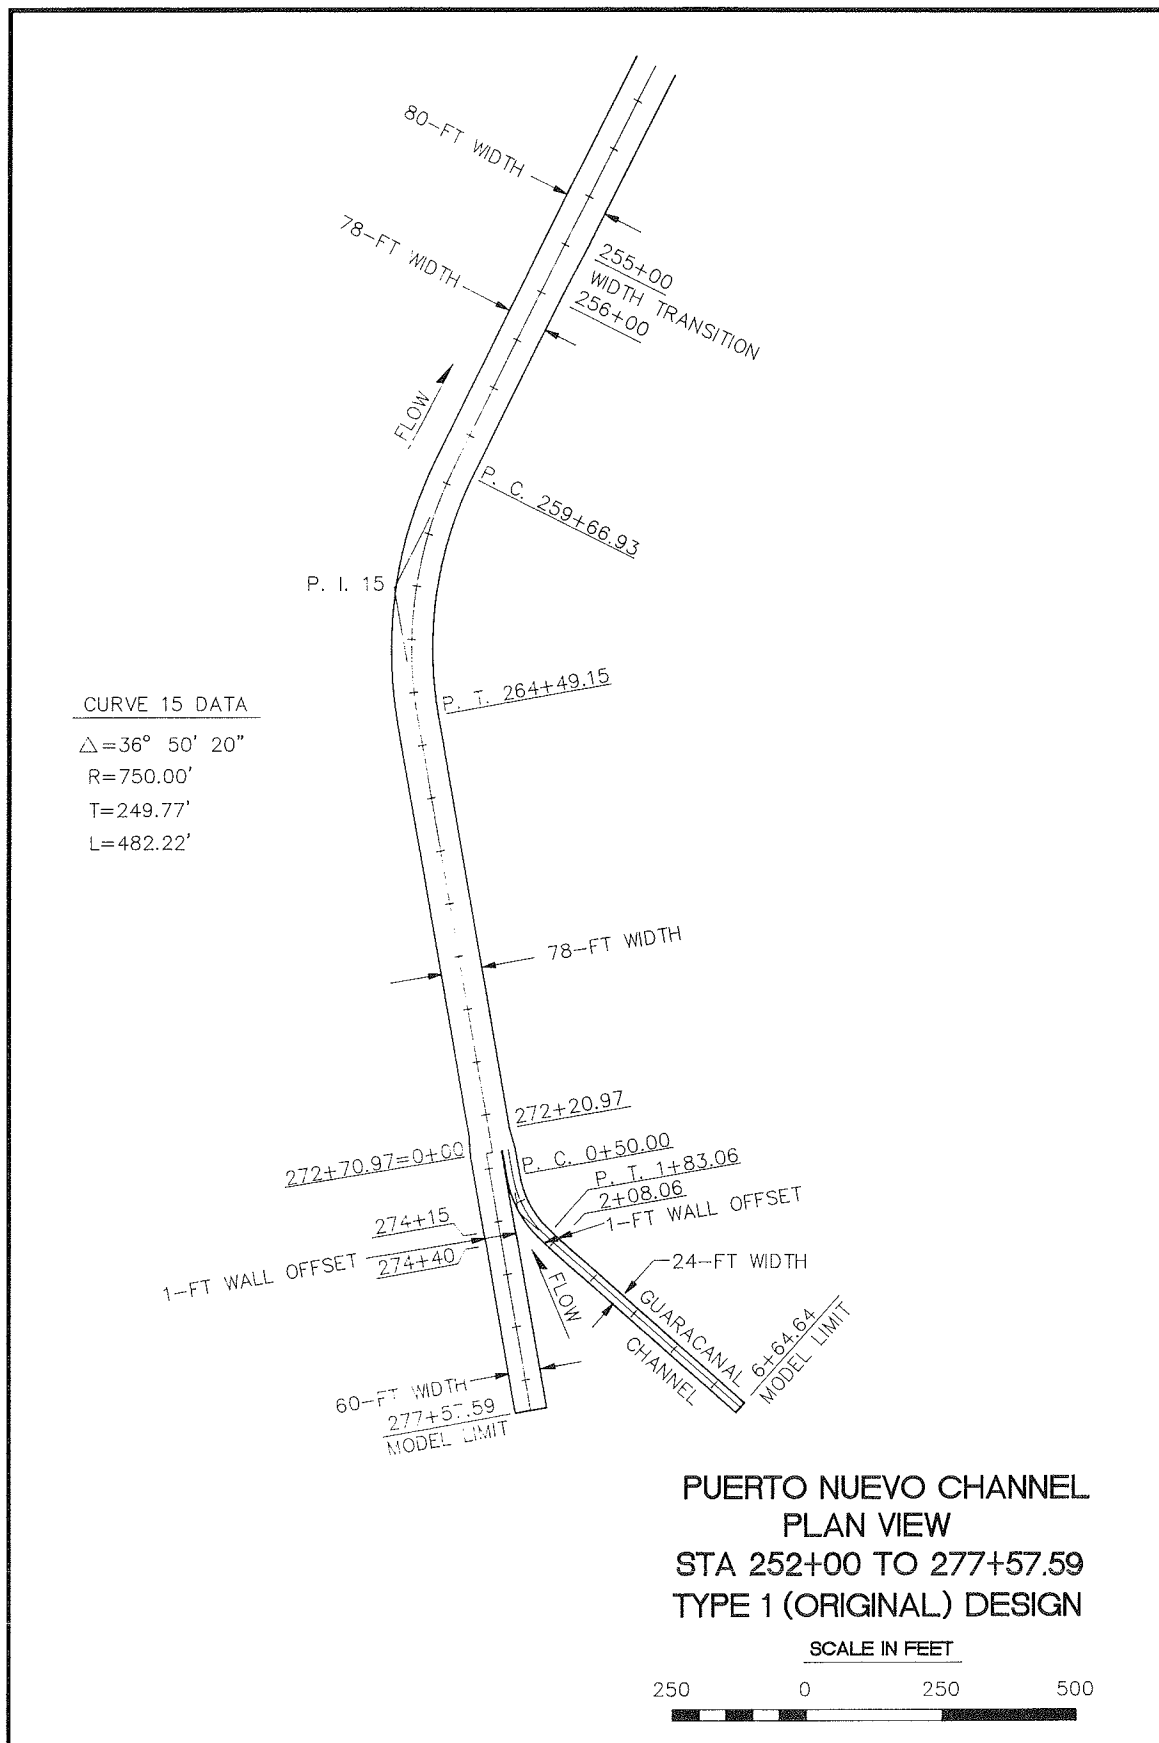 80-FT WIDTH
78-FT WIDTH
255+00
WIDTH TRANSITION
256+00
FLOW
P. C. 259+66.93
P. I. 15
P. T. 264+49.15
CURVE 15 DATA
△=36° 50' 20"
R=750.00'
T=249.77'
L=482.22'
78-FT WIDTH
272+20.97
272+70.97=0+00
P. C. 0+50.00
P. T. 1+83.06
2+08.06
1-FT WALL OFFSET
274+15
1-FT WALL OFFSET
274+40
24-FT WIDTH
FLOW
GUARACANAL
CHANNEL
6+64.64
MODEL LIMIT
60-FT WIDTH
277+57.59
MODEL LIMIT
PUERTO NUEVO CHANNEL
PLAN VIEW
STA 252+00 TO 277+57.59
TYPE 1 (ORIGINAL) DESIGN
SCALE IN FEET
250 0 250 500